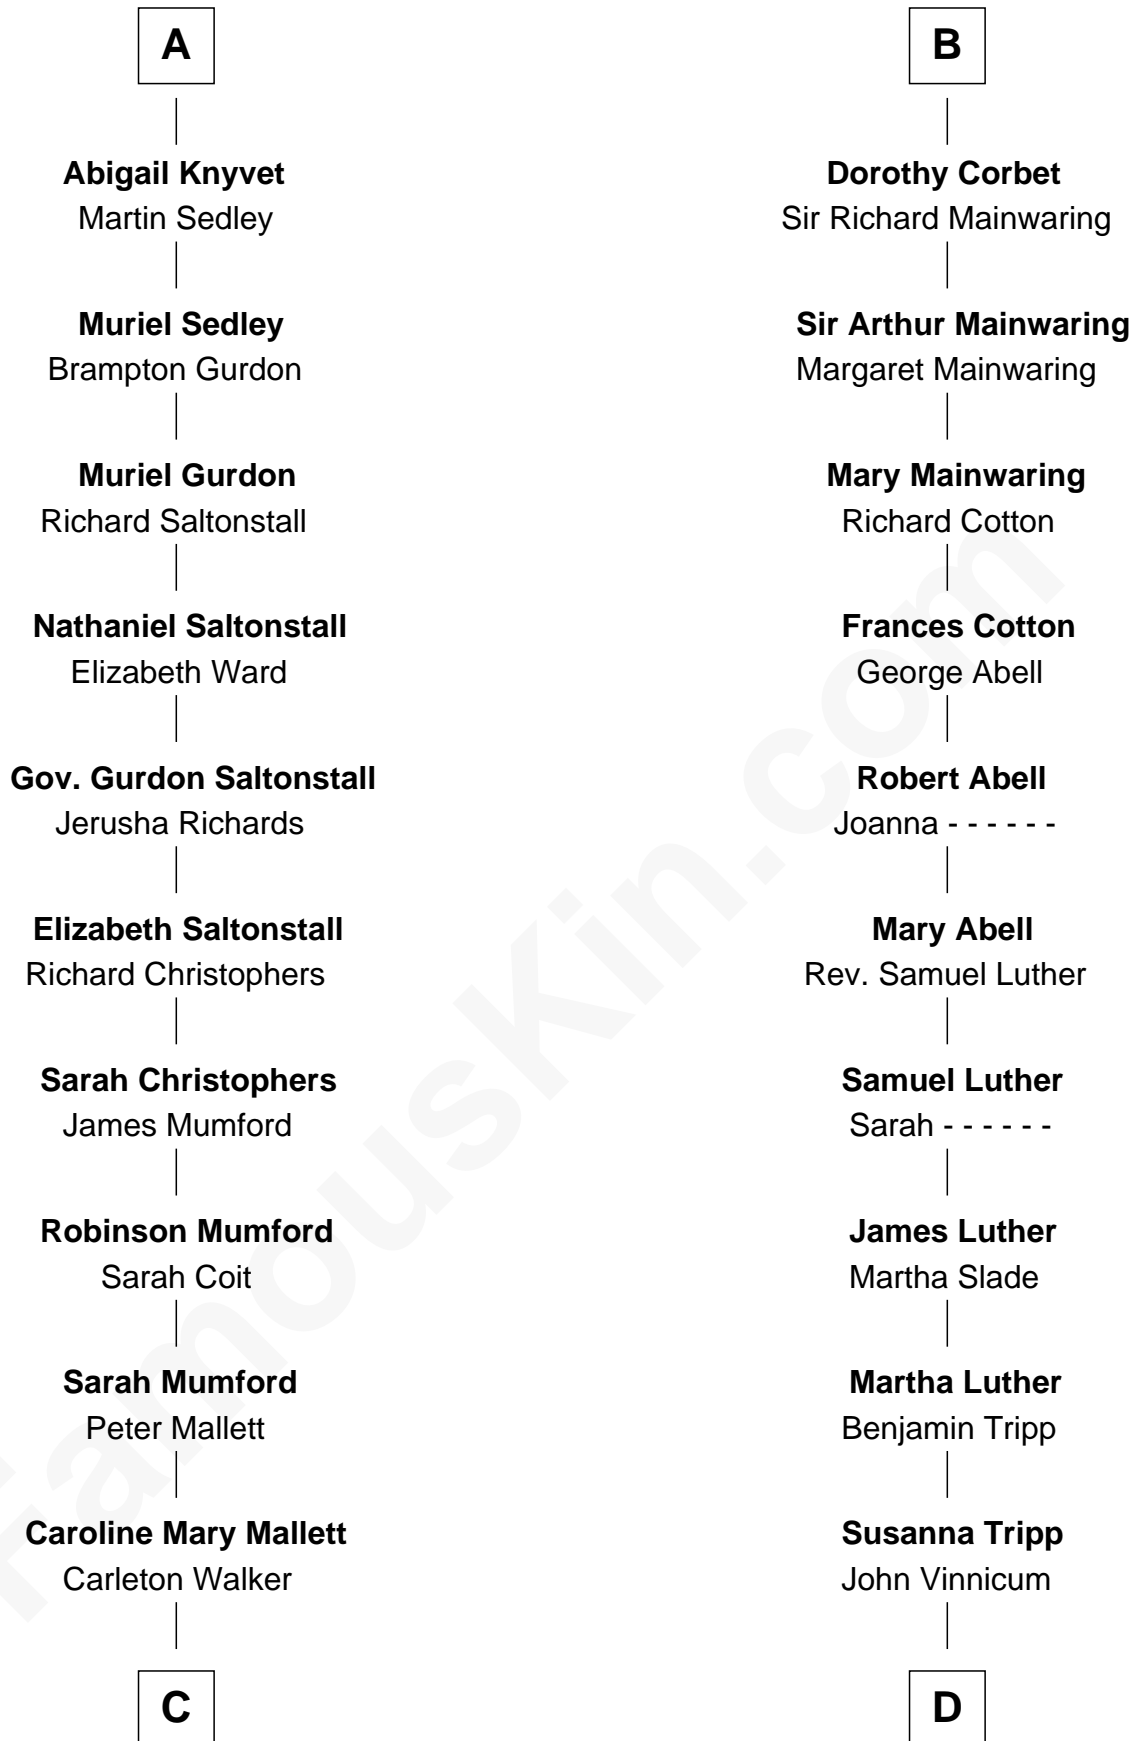 A
Abigail Knyvet
Martin Sedley
Muriel Sedley
Brampton Gurdon
Muriel Gurdon
Richard Saltonstall
Nathaniel Saltonstall
Elizabeth Ward
Gov. Gurdon Saltonstall
Jerusha Richards
Elizabeth Saltonstall
Richard Christophers
Sarah Christophers
James Mumford
Robinson Mumford
Sarah Coit
Sarah Mumford
Peter Mallett
Caroline Mary Mallett
Carleton Walker
C
B
Dorothy Corbet
Sir Richard Mainwaring
Sir Arthur Mainwaring
Margaret Mainwaring
Mary Mainwaring
Richard Cotton
Frances Cotton
George Abell
Robert Abell
Joanna - - - - - -
Mary Abell
Rev. Samuel Luther
Samuel Luther
Sarah - - - - - -
James Luther
Martha Slade
Martha Luther
Benjamin Tripp
Susanna Tripp
John Vinnicum
D
FamousKin.com